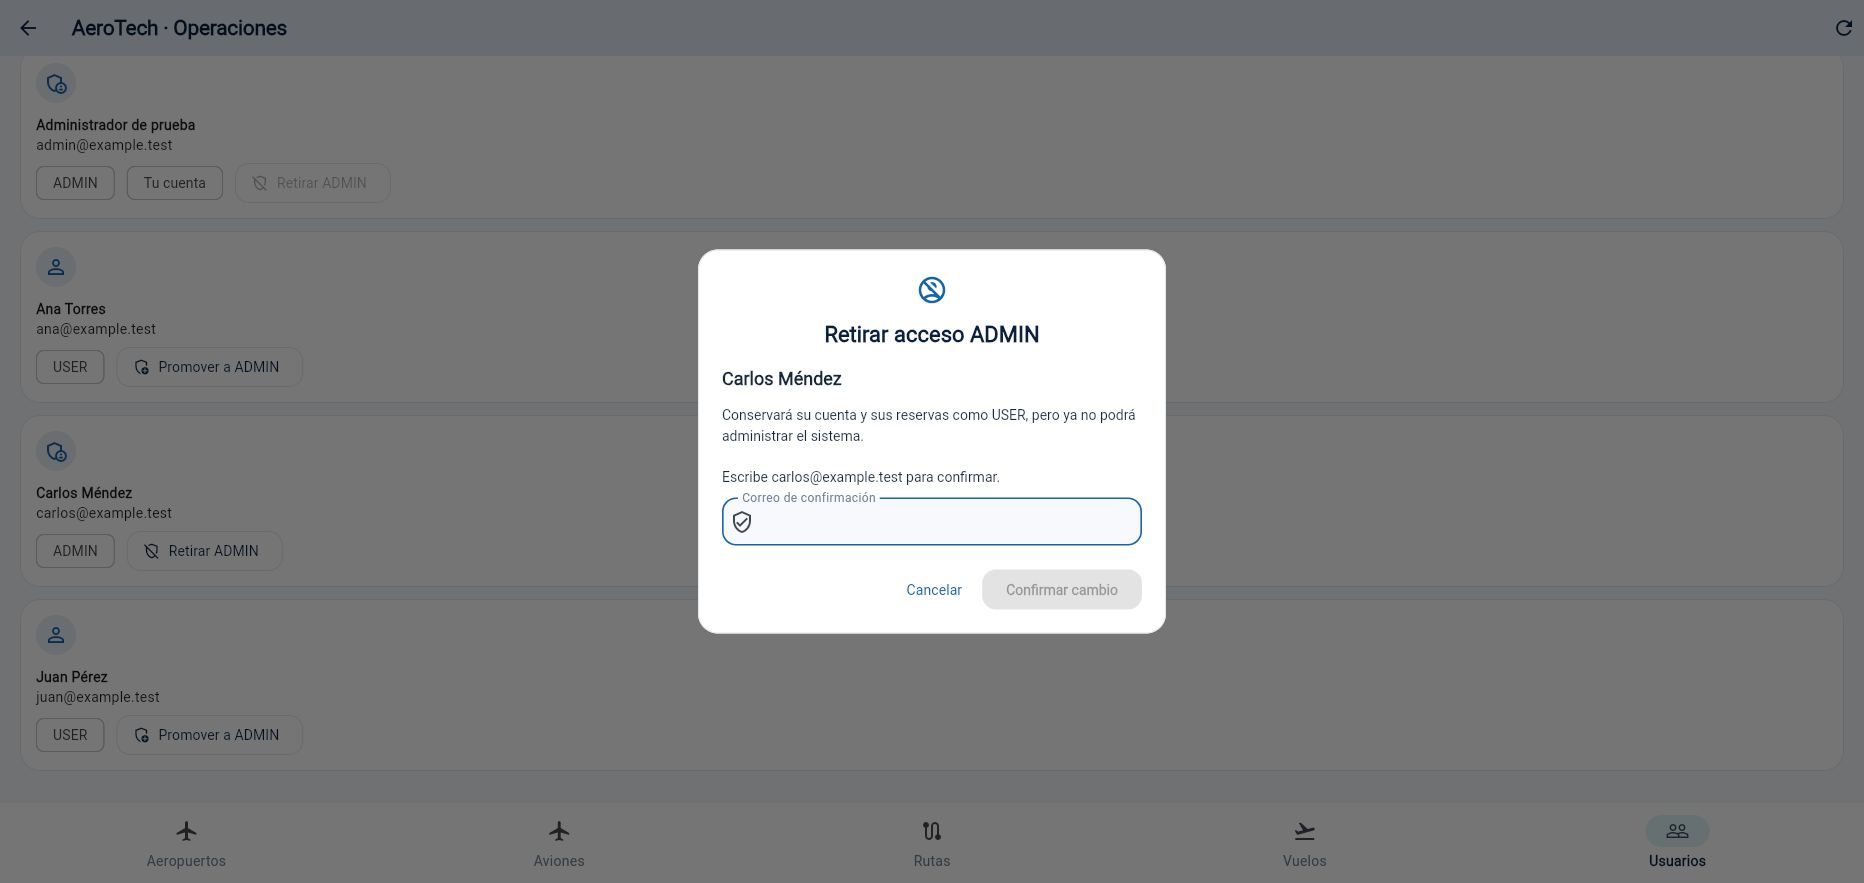 AeroTech · Operaciones
Administrador de prueba
admin@example.test
ADMIN
Tu cuenta
Retirar ADMIN
Ana Torres
ana@example.test
USER
Promover a ADMIN
Carlos Méndez
carlos@example.test
ADMIN
Retirar ADMIN
Juan Pérez
juan@example.test
USER
Promover a ADMIN
Retirar acceso ADMIN
Carlos Méndez
Conservará su cuenta y sus reservas como USER, pero ya no podrá
administrar el sistema.
Escribe carlos@example.test para confirmar.
Correo de confirmación
Cancelar
Confirmar cambio
Aeropuertos
Aviones
Rutas
Vuelos
Usuarios